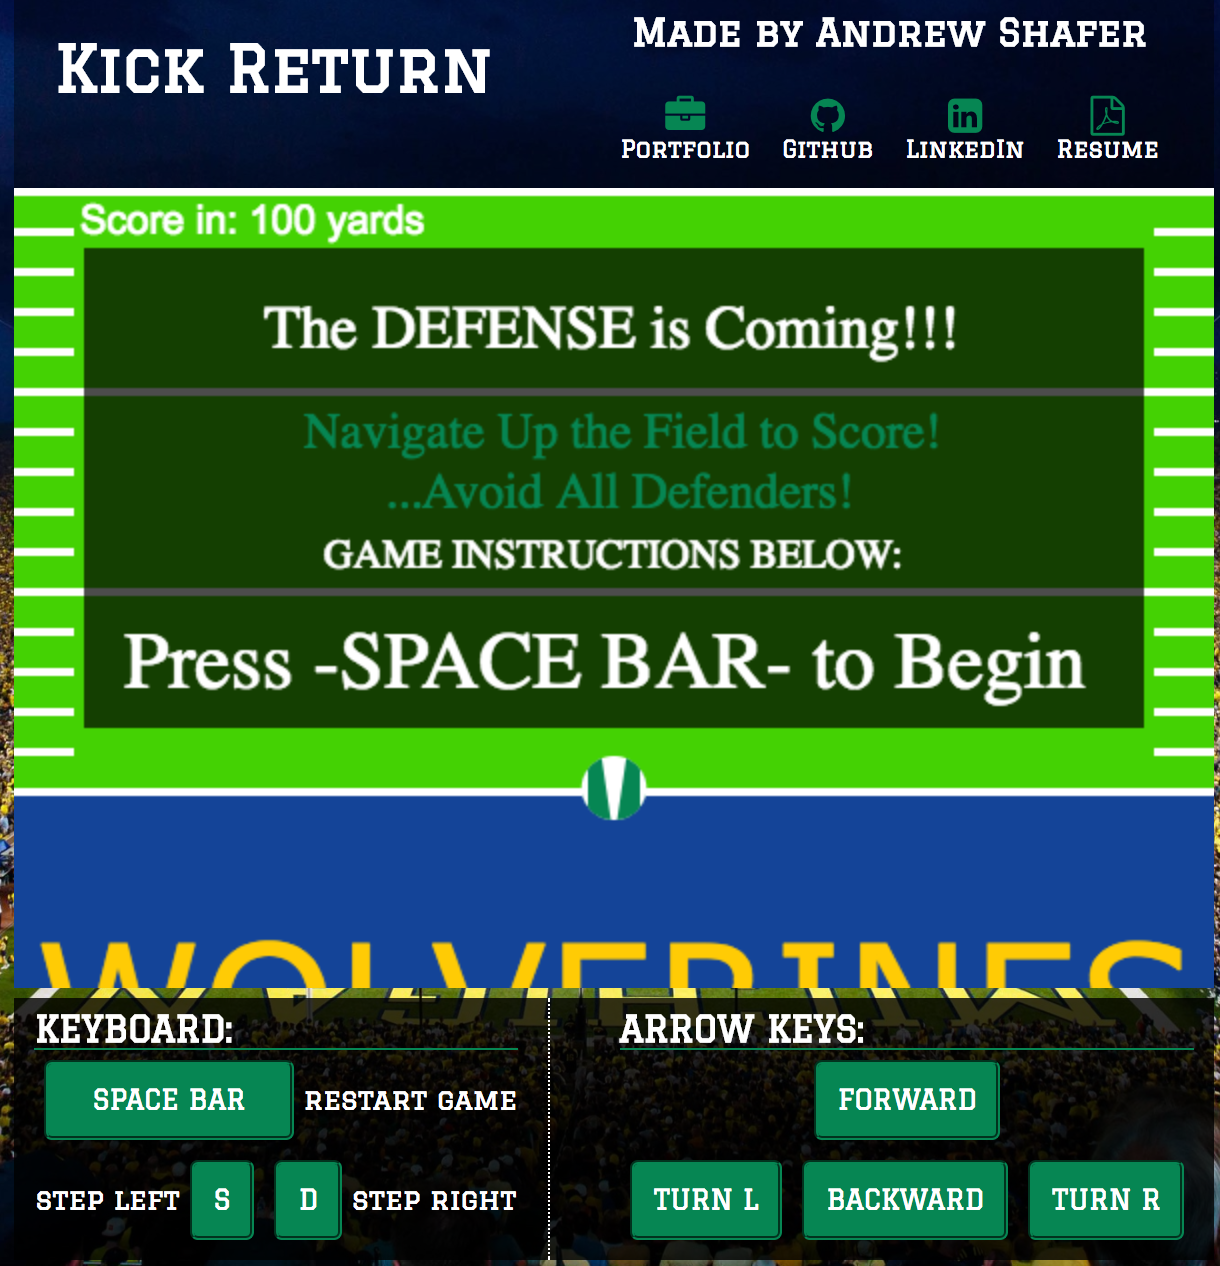 Kick Return
Made by Andrew Shafer
Portfolio
Github
LinkedIn
Resume
Score in: 100 yards
The DEFENSE is Coming!!!
Navigate Up the Field to Score!
...Avoid All Defenders!
GAME INSTRUCTIONS BELOW:
Press -SPACE BAR- to Begin
WOLVERINES
KEYBOARD:
SPACE BAR RESTART GAME
STEP LEFT S D STEP RIGHT
ARROW KEYS:
FORWARD
TURN L BACKWARD TURN R